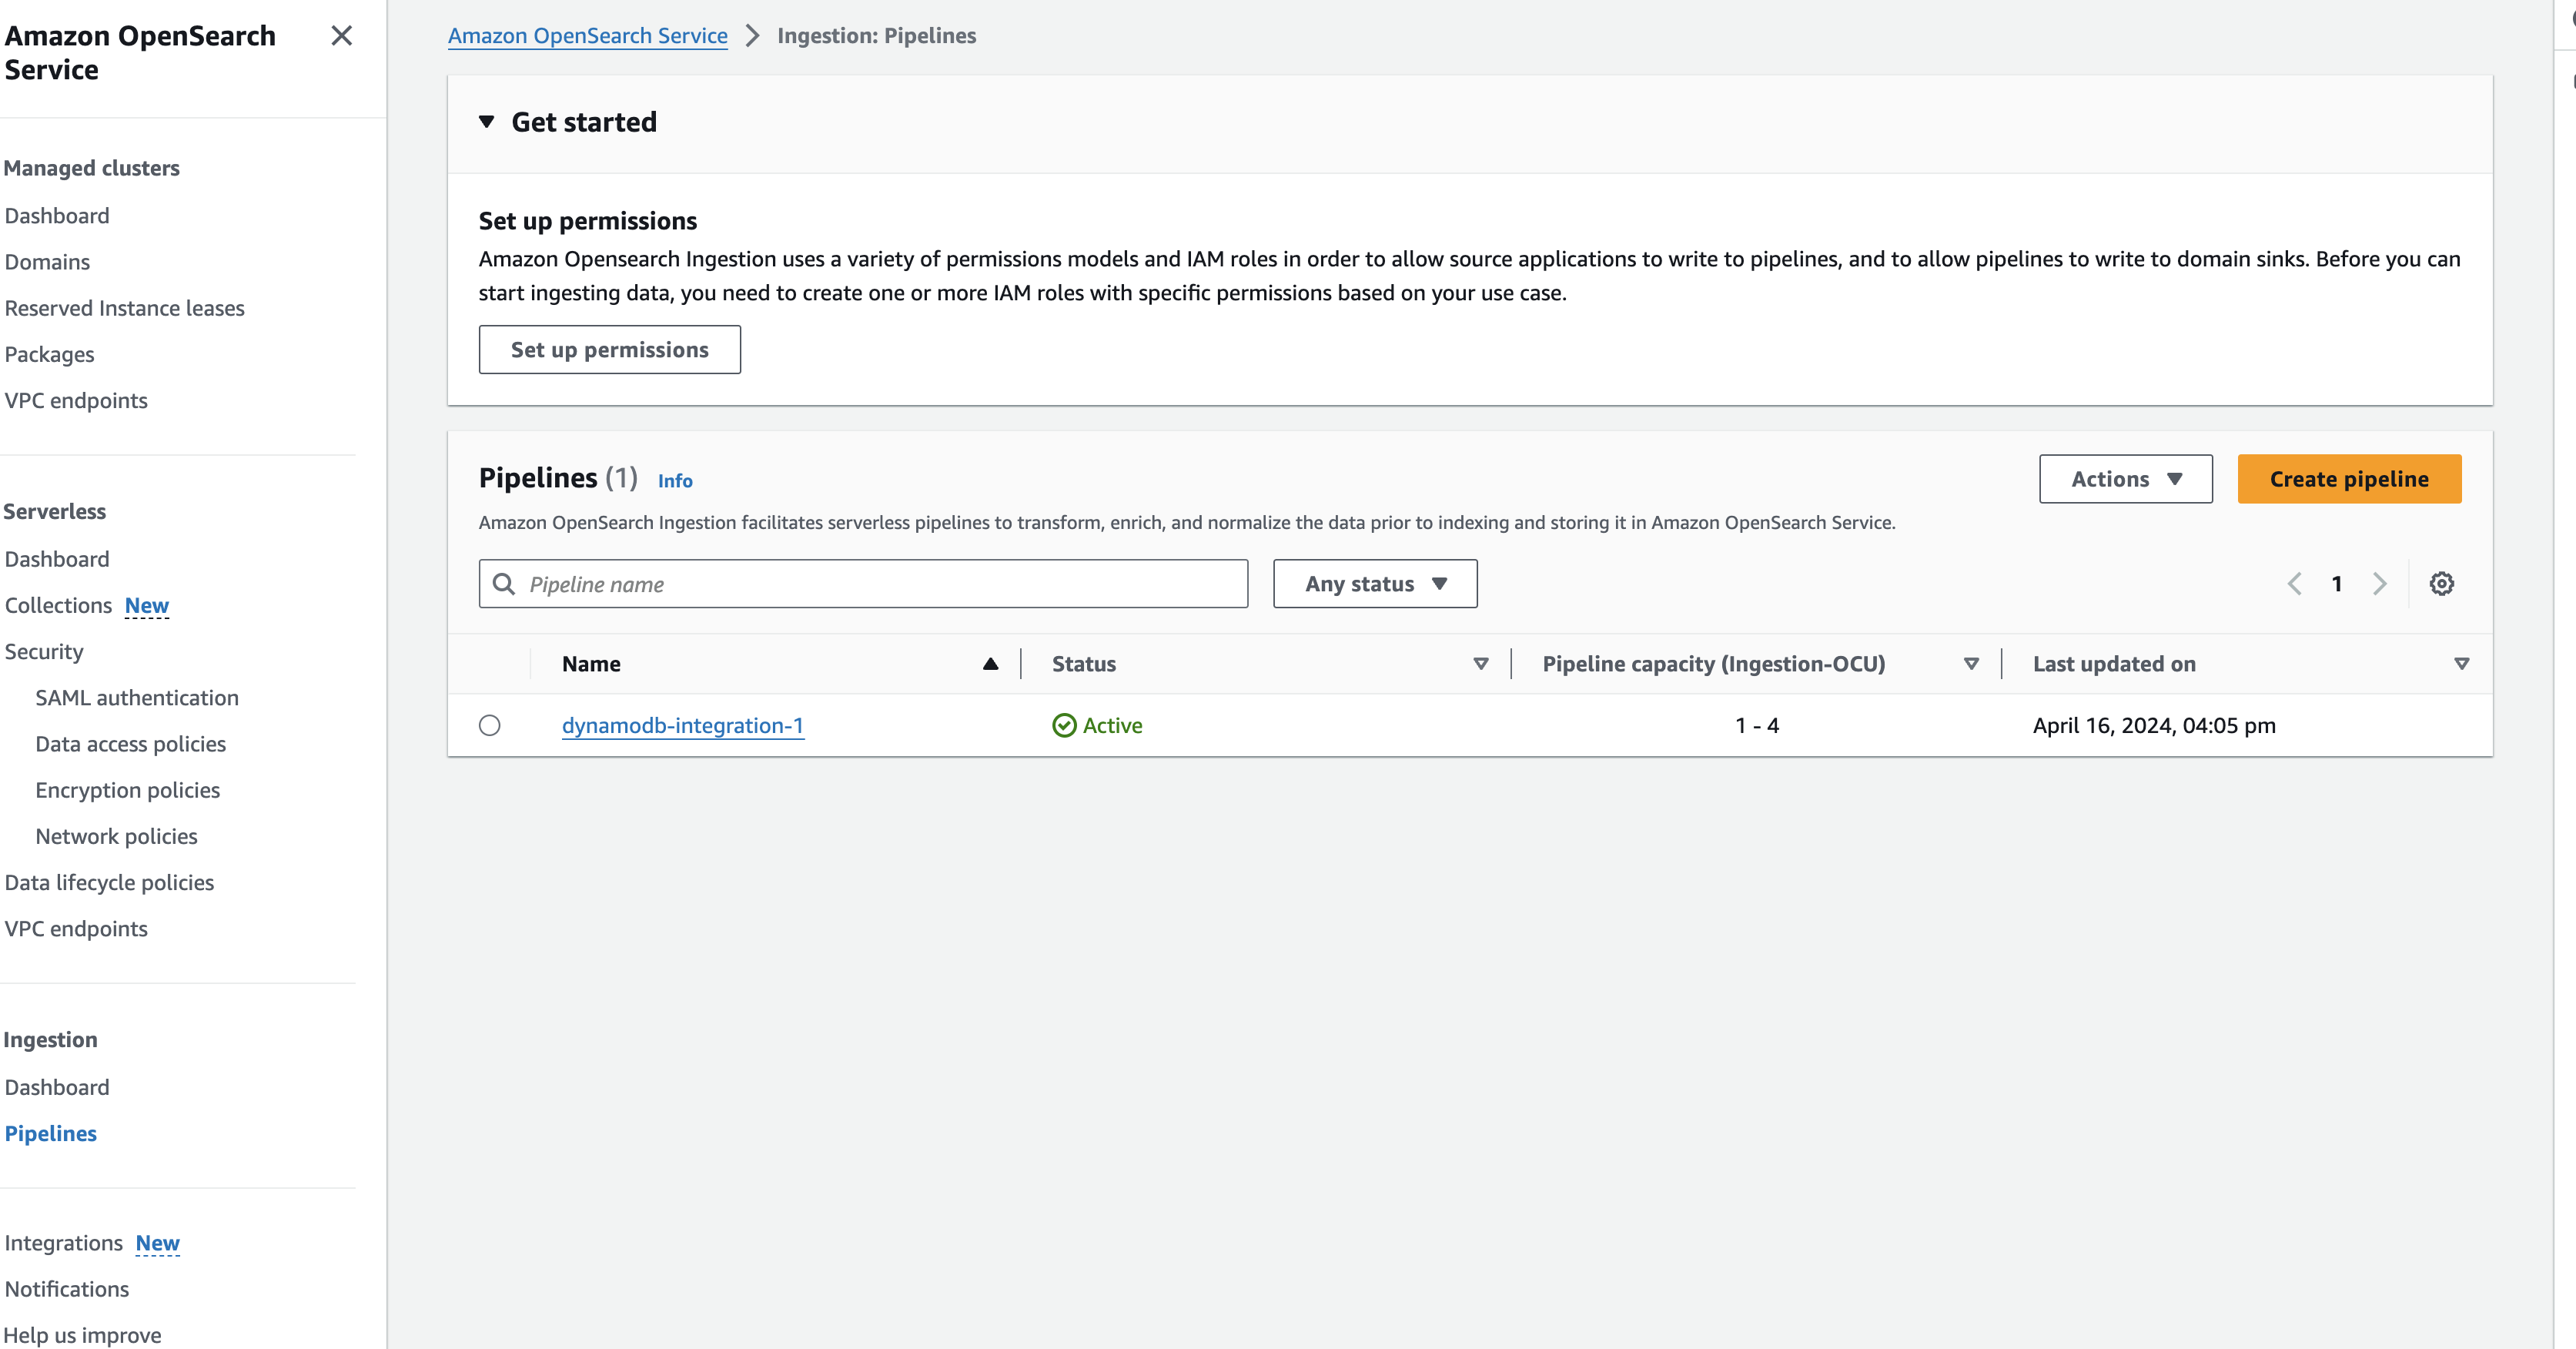 Amazon OpenSearch
Service
Managed clusters
Dashboard
Domains
Reserved Instance leases
Packages
VPC endpoints
Serverless
Dashboard
Collections New
Security
SAML authentication
Data access policies
Encryption policies
Network policies
Data lifecycle policies
VPC endpoints
Ingestion
Dashboard
Pipelines
Integrations New
Notifications
Help us improve
Amazon OpenSearch Service > Ingestion: Pipelines
Get started
Set up permissions
Amazon Opensearch Ingestion uses a variety of permissions models and IAM roles in order to allow source applications to write to pipelines, and to allow pipelines to write to domain sinks. Before you can
start ingesting data, you need to create one or more IAM roles with specific permissions based on your use case.
Set up permissions
Pipelines (1) Info
Actions
Create pipeline
Amazon OpenSearch Ingestion facilitates serverless pipelines to transform, enrich, and normalize the data prior to indexing and storing it in Amazon OpenSearch Service.
Pipeline name
Any status
1
Name Status Pipeline capacity (Ingestion-OCU) Last updated on
dynamodb-integration-1 Active 1 - 4 April 16, 2024, 04:05 pm